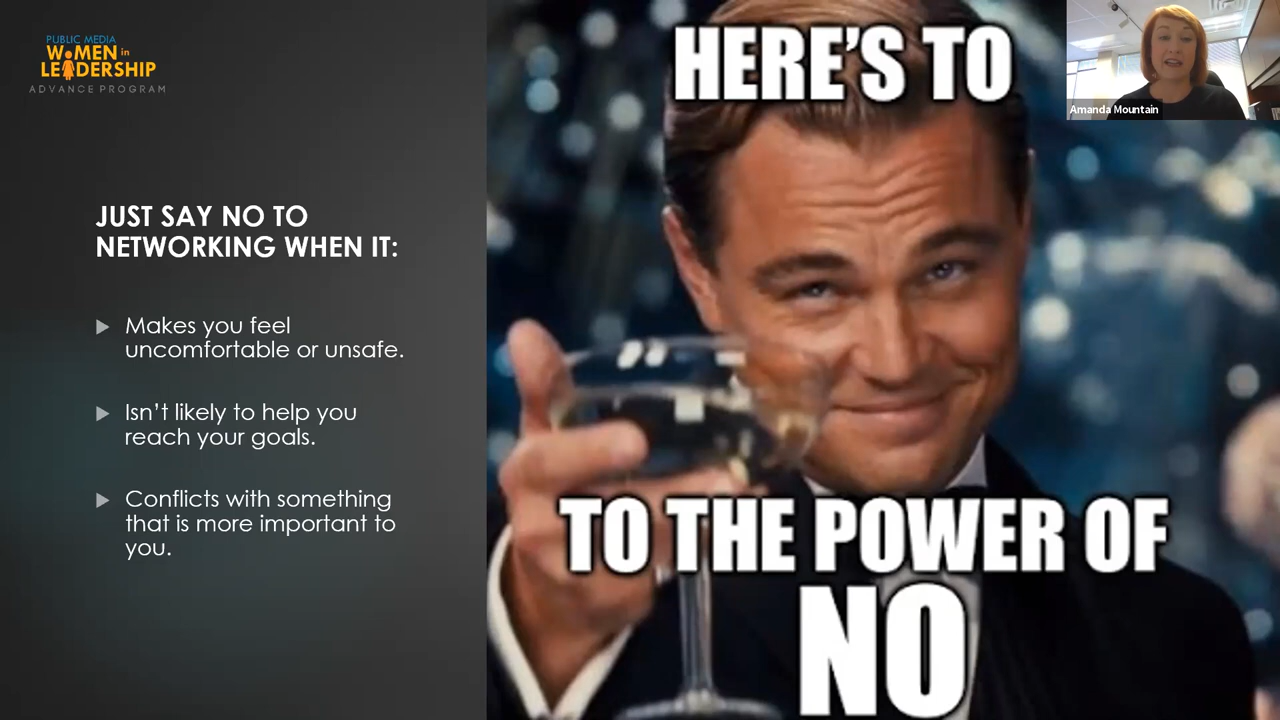 PUBLIC MEDIA
WOMEN in
LEADERSHIP
ADVANCE PROGRAM
JUST SAY NO TO
NETWORKING WHEN IT:
Makes you feel
uncomfortable or unsafe.
Isn't likely to help you
reach your goals.
Conflicts with something
that is more important to
you.
HERE'S TO
TO THE POWER OF
NO
Amanda Mountain